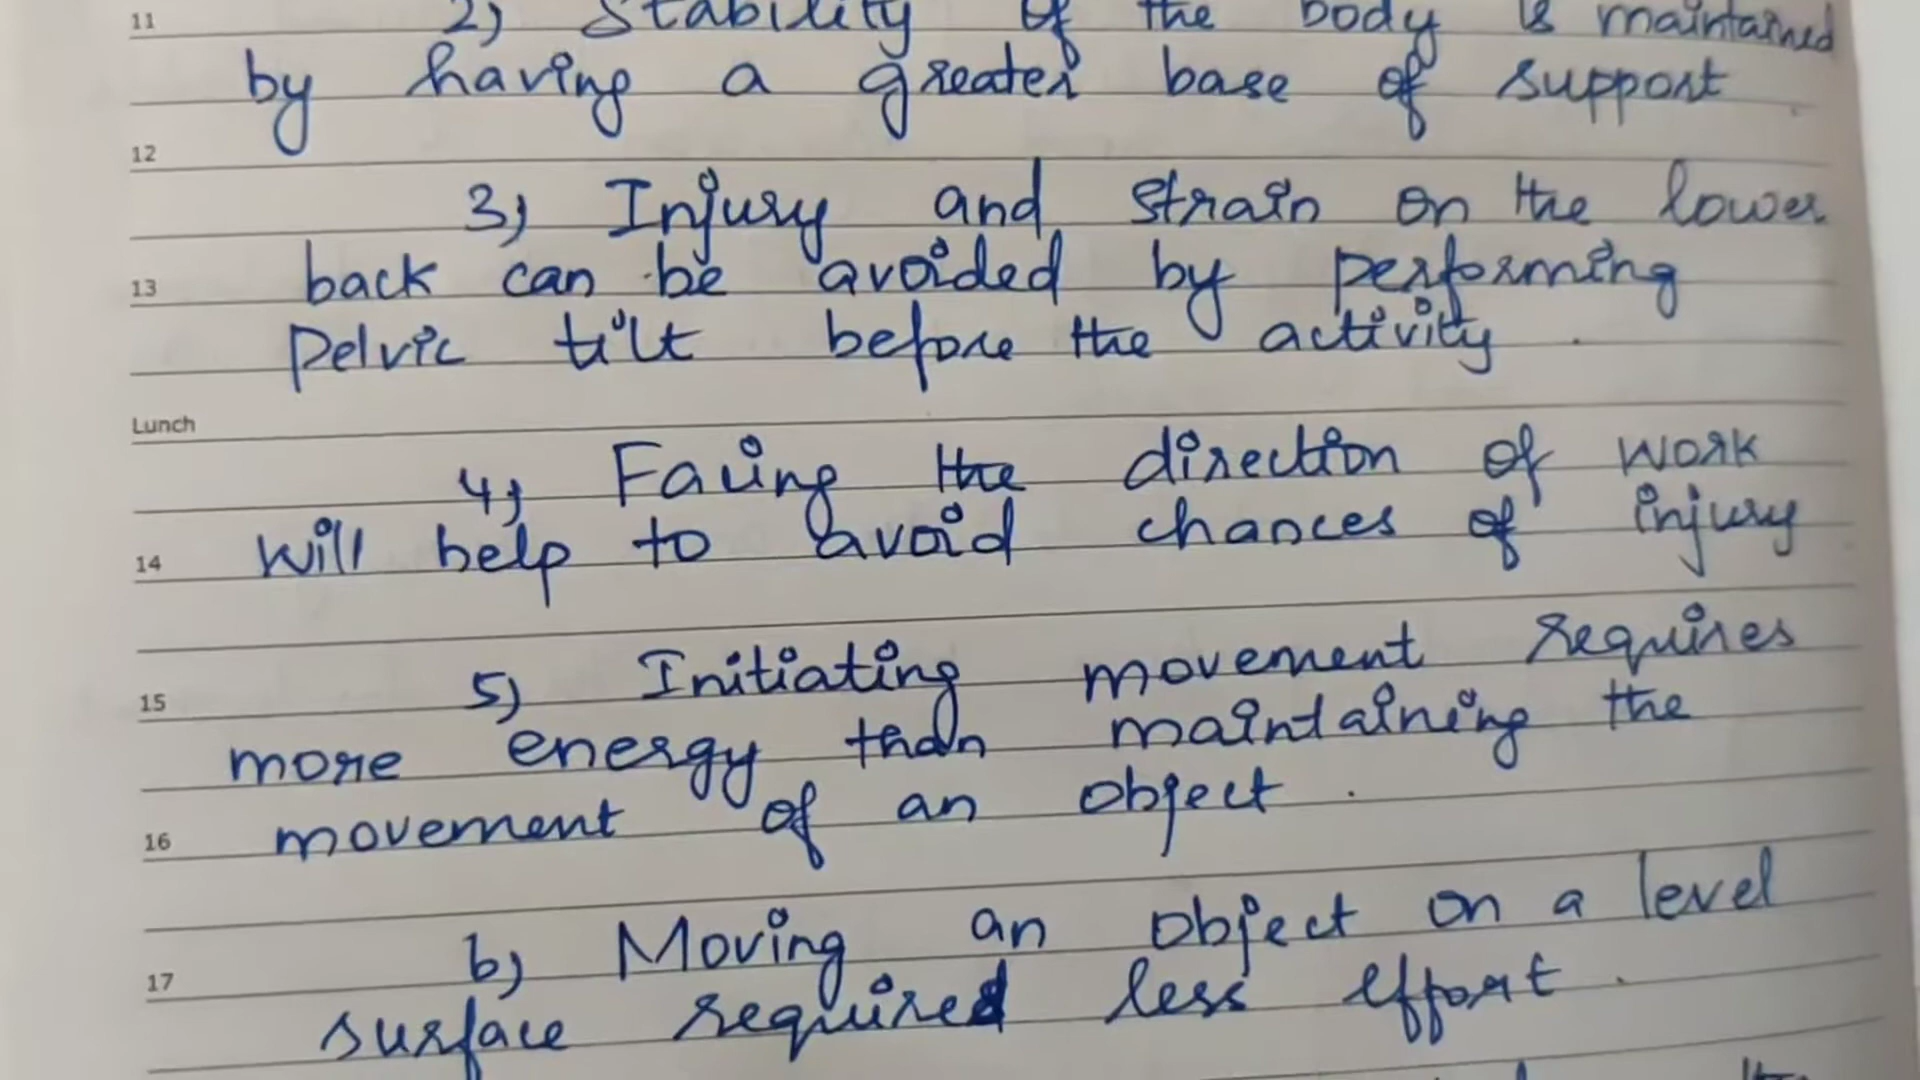 11 2) Stability of the body is maintained
by having a greater base of support
12
3) Injury and strain on the lower
13 back can be avoided by performing
Pelvic tilt before the activity .
Lunch
4) Facing the direction of work
14 will help to avoid chances of injury
15 5) Initiating movement requires
more energy than maintaining the
16 movement of an object .
17 6) Moving an object on a level
surface requires less effort .